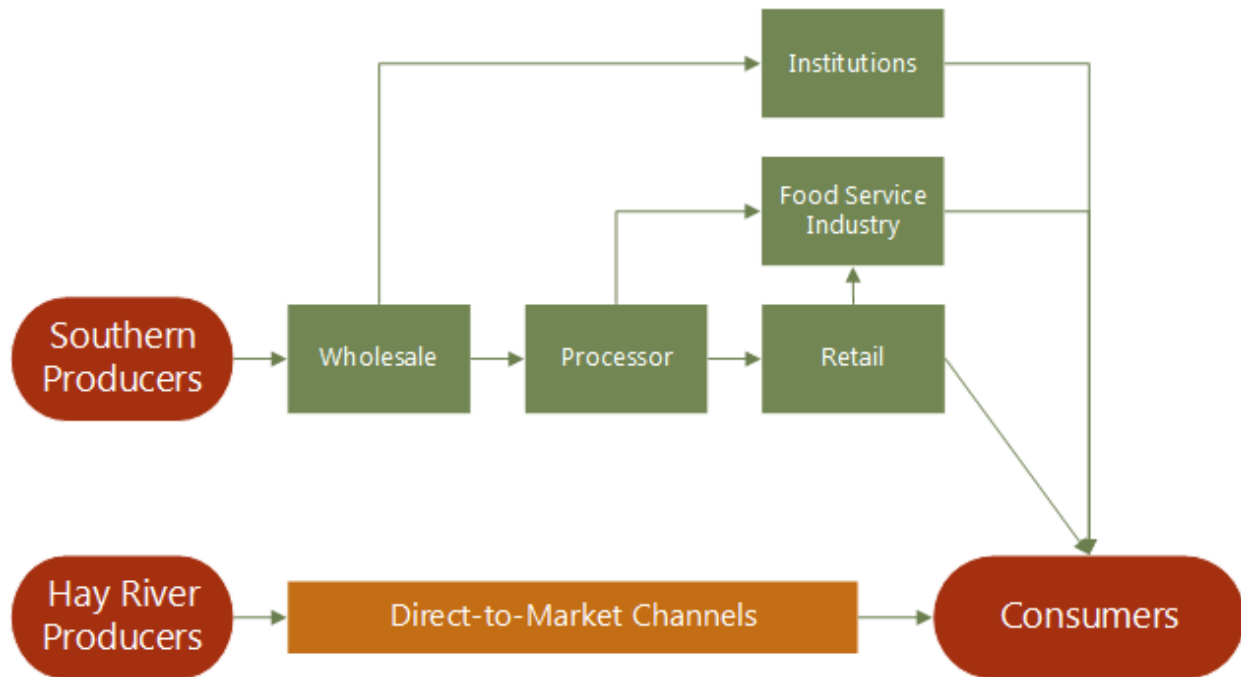 Institutions
Food Service
Industry
Southern
Producers
Wholesale
Processor
Retail
Hay River
Producers
Direct-to-Market Channels
Consumers